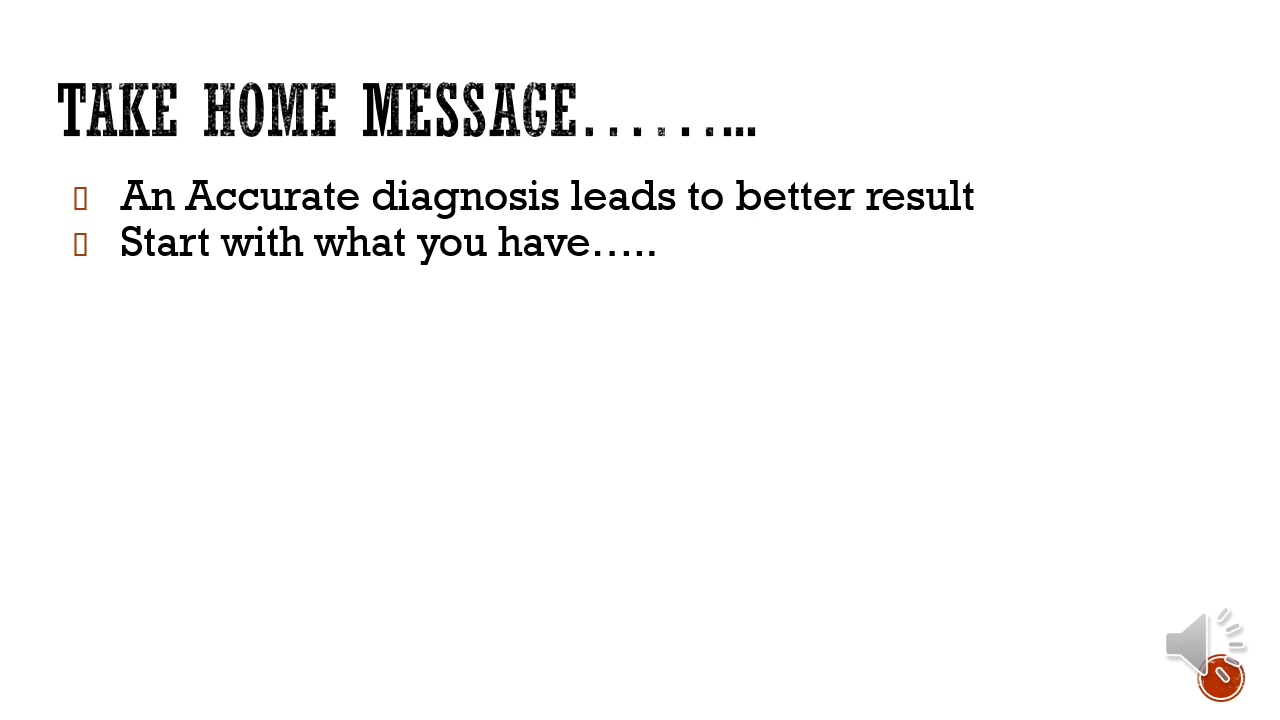 TAKE HOME MESSAGE………
An Accurate diagnosis leads to better result
Start with what you have…..